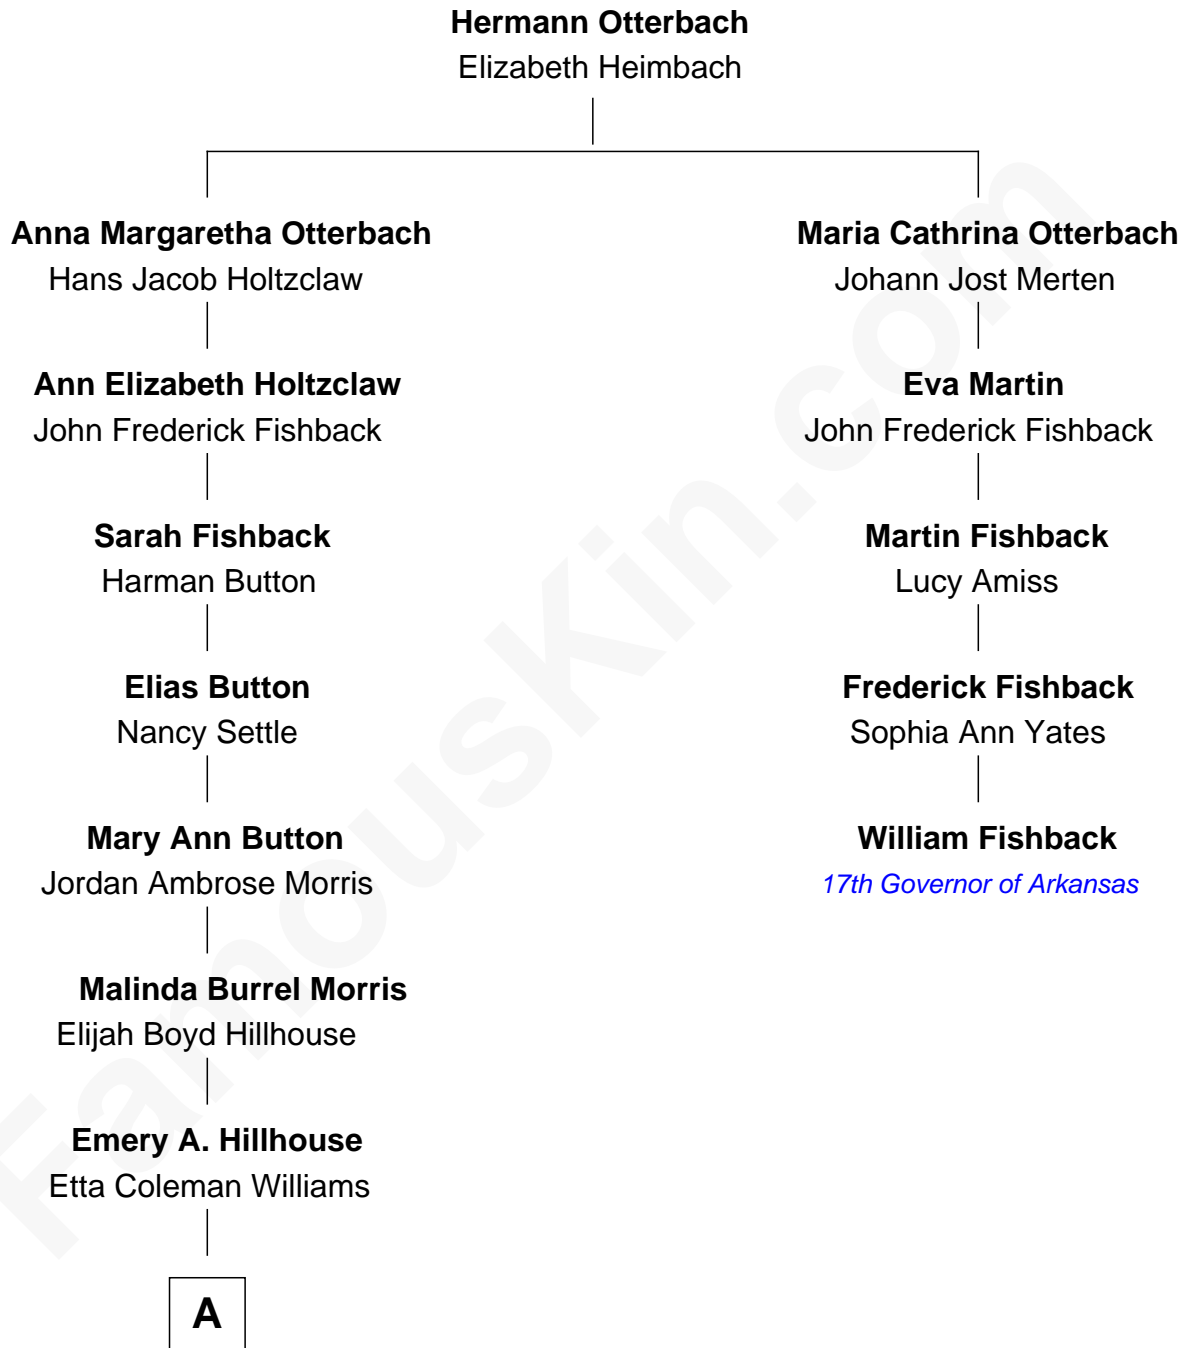 Hermann Otterbach
Elizabeth Heimbach
Anna Margaretha Otterbach
Hans Jacob Holtzclaw
Ann Elizabeth Holtzclaw
John Frederick Fishback
Sarah Fishback
Harman Button
Elias Button
Nancy Settle
Mary Ann Button
Jordan Ambrose Morris
Malinda Burrel Morris
Elijah Boyd Hillhouse
Emery A. Hillhouse
Etta Coleman Williams
A
Maria Cathrina Otterbach
Johann Jost Merten
Eva Martin
John Frederick Fishback
Martin Fishback
Lucy Amiss
Frederick Fishback
Sophia Ann Yates
William Fishback
17th Governor of Arkansas
FamousKin.com